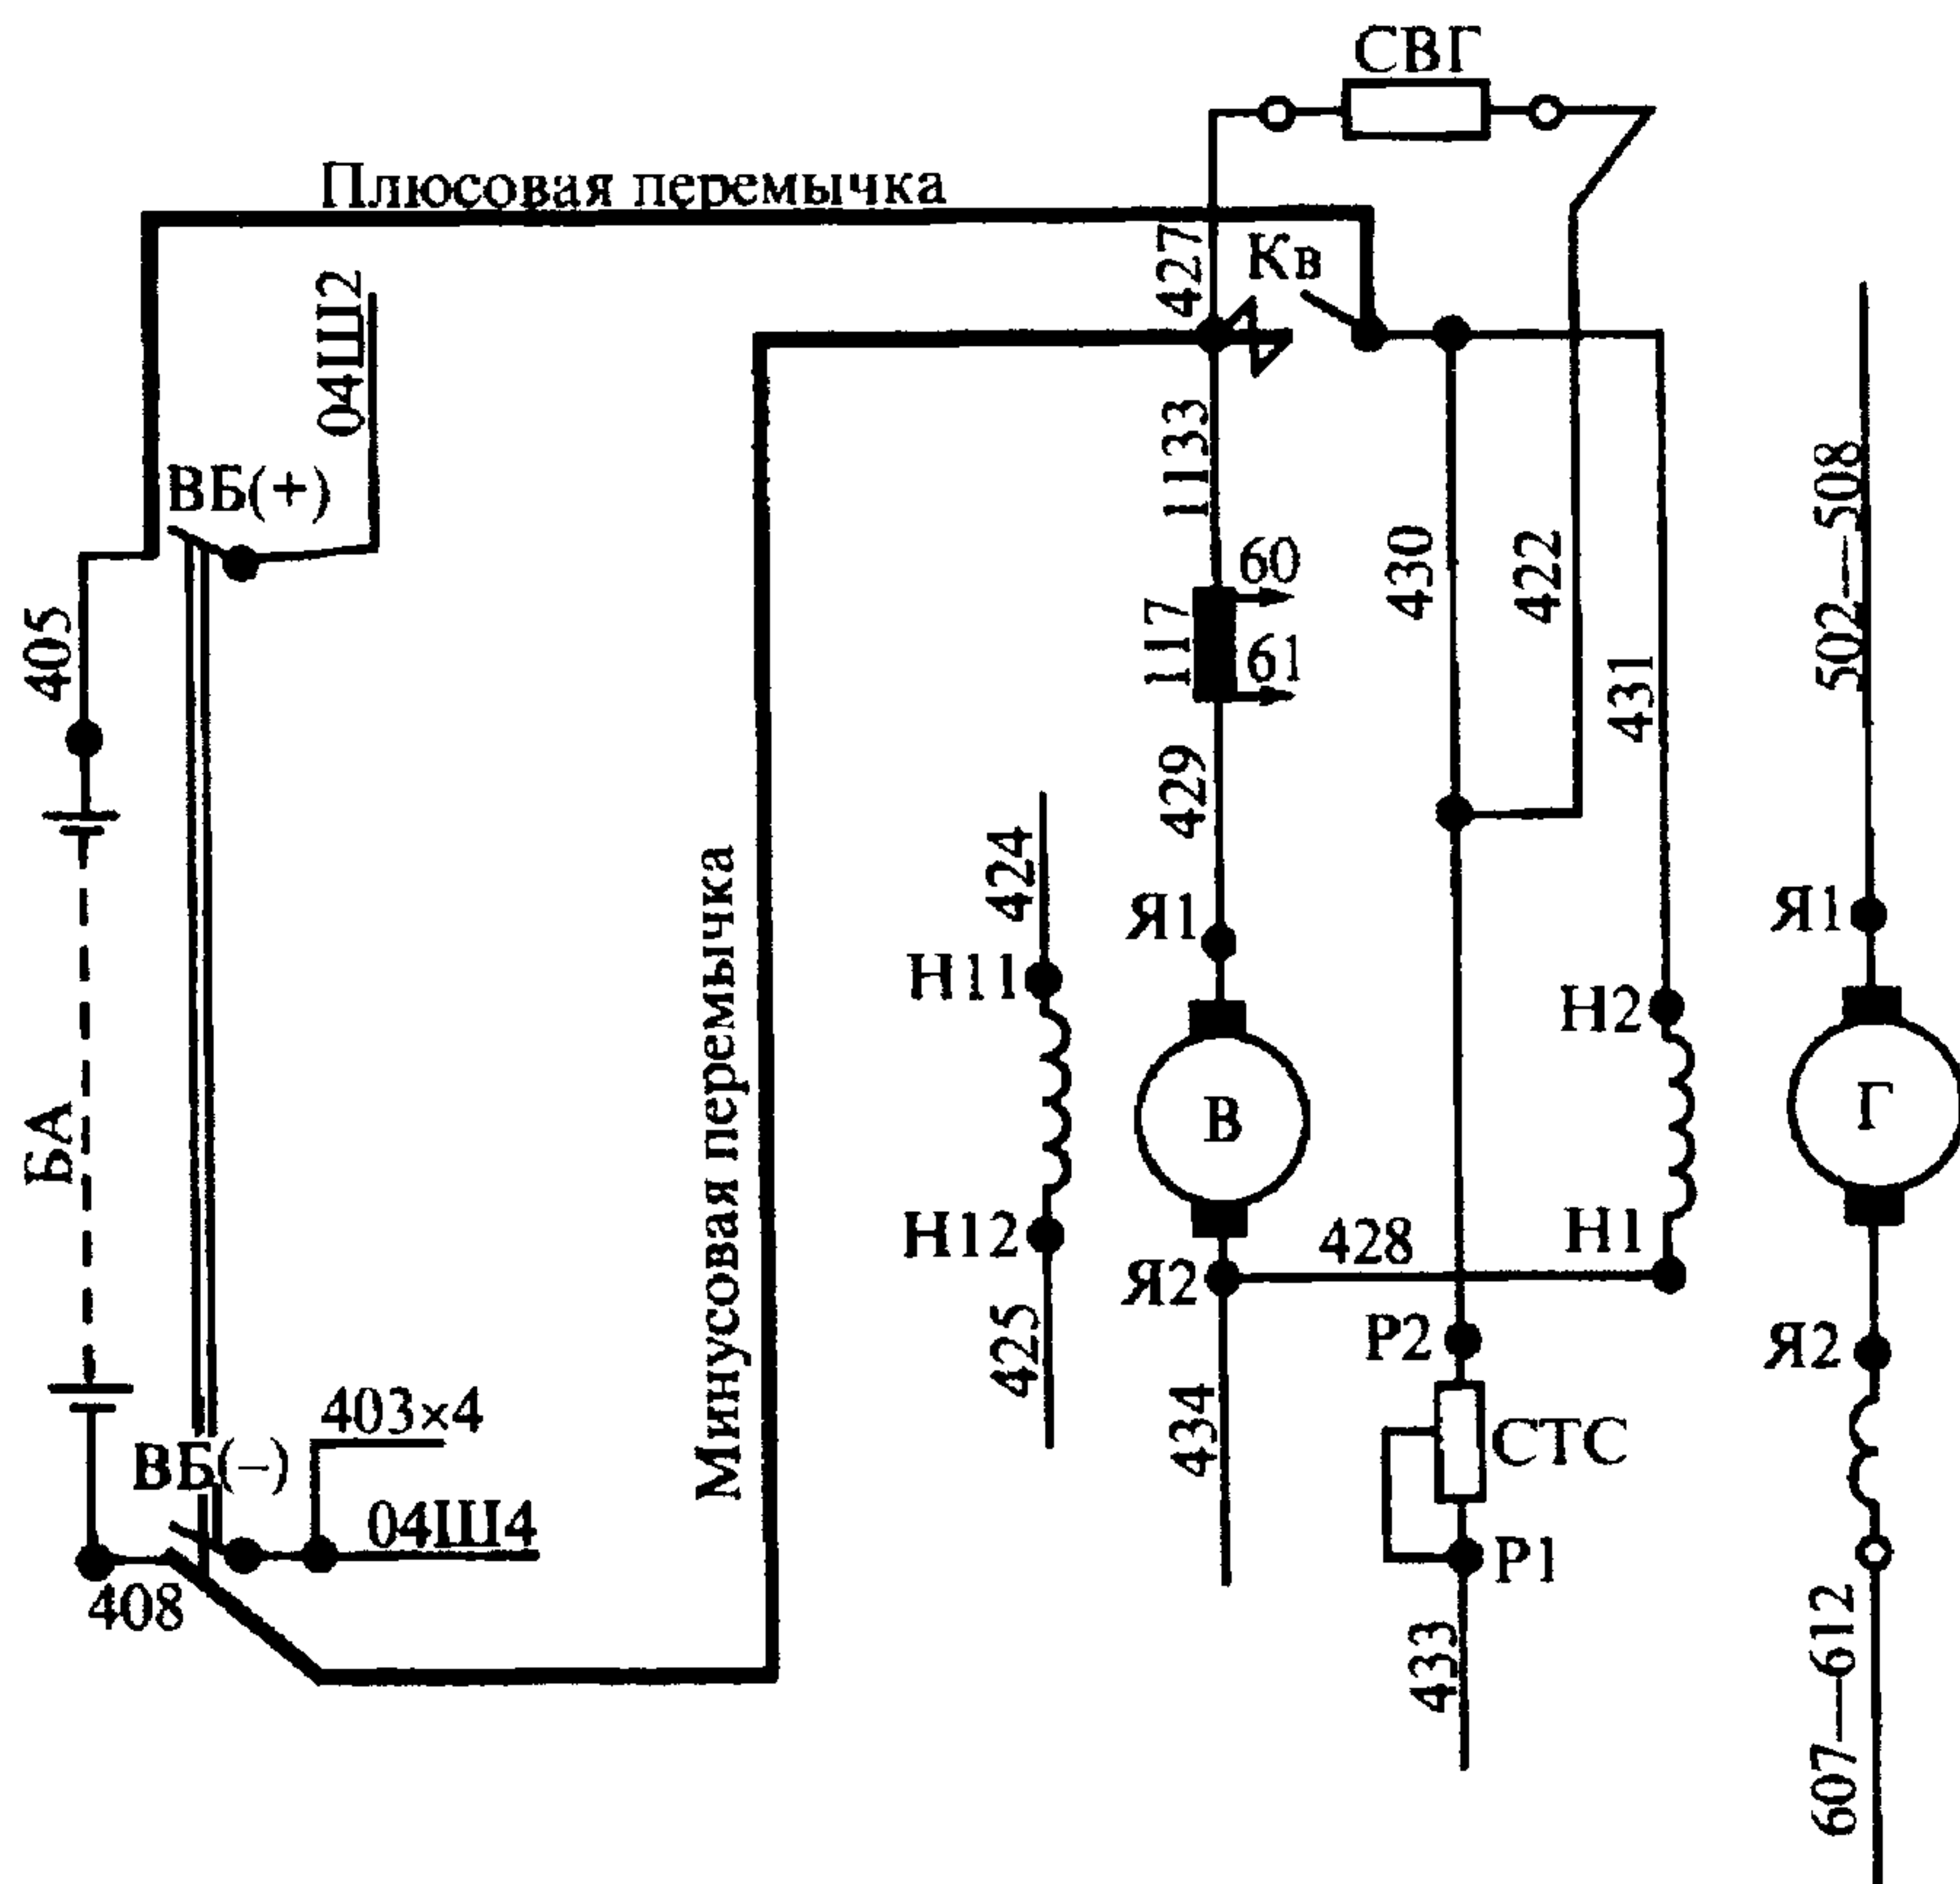 СВГ
Плюсовая перемычка
427
Кв
04Ш2
ВБ(+)
1133
60
117
61
430
422
431
502—508
405
429
424
Я1
Я1
Н11
Н2
В
Г
БА
Минусовая перемычка
Н12
428
Н1
Я2
Р2
Я2
425
434
403×4
ВБ(–)
СТС
04Ш4
Р1
408
433
607—612